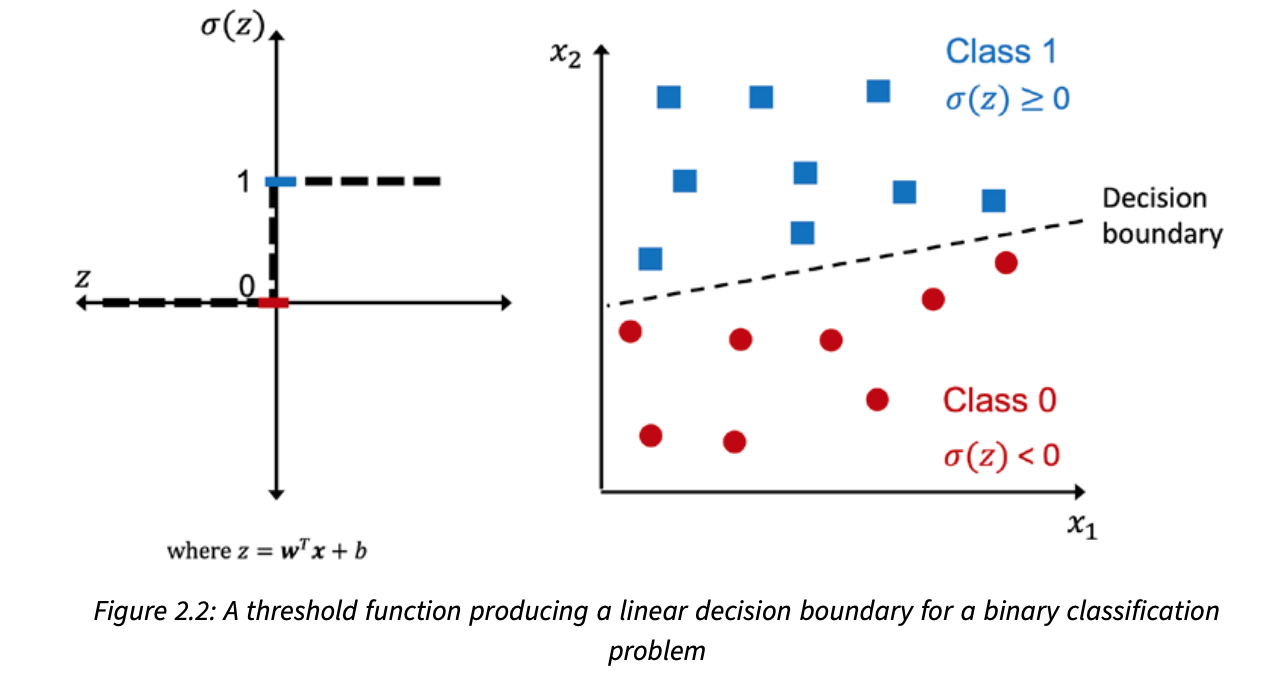 σ(z)
1
0
z
where z = wᵀx + b
x₂
Class 1
σ(z) ≥ 0
Decision
boundary
Class 0
σ(z) < 0
x₁
Figure 2.2: A threshold function producing a linear decision boundary for a binary classification
problem